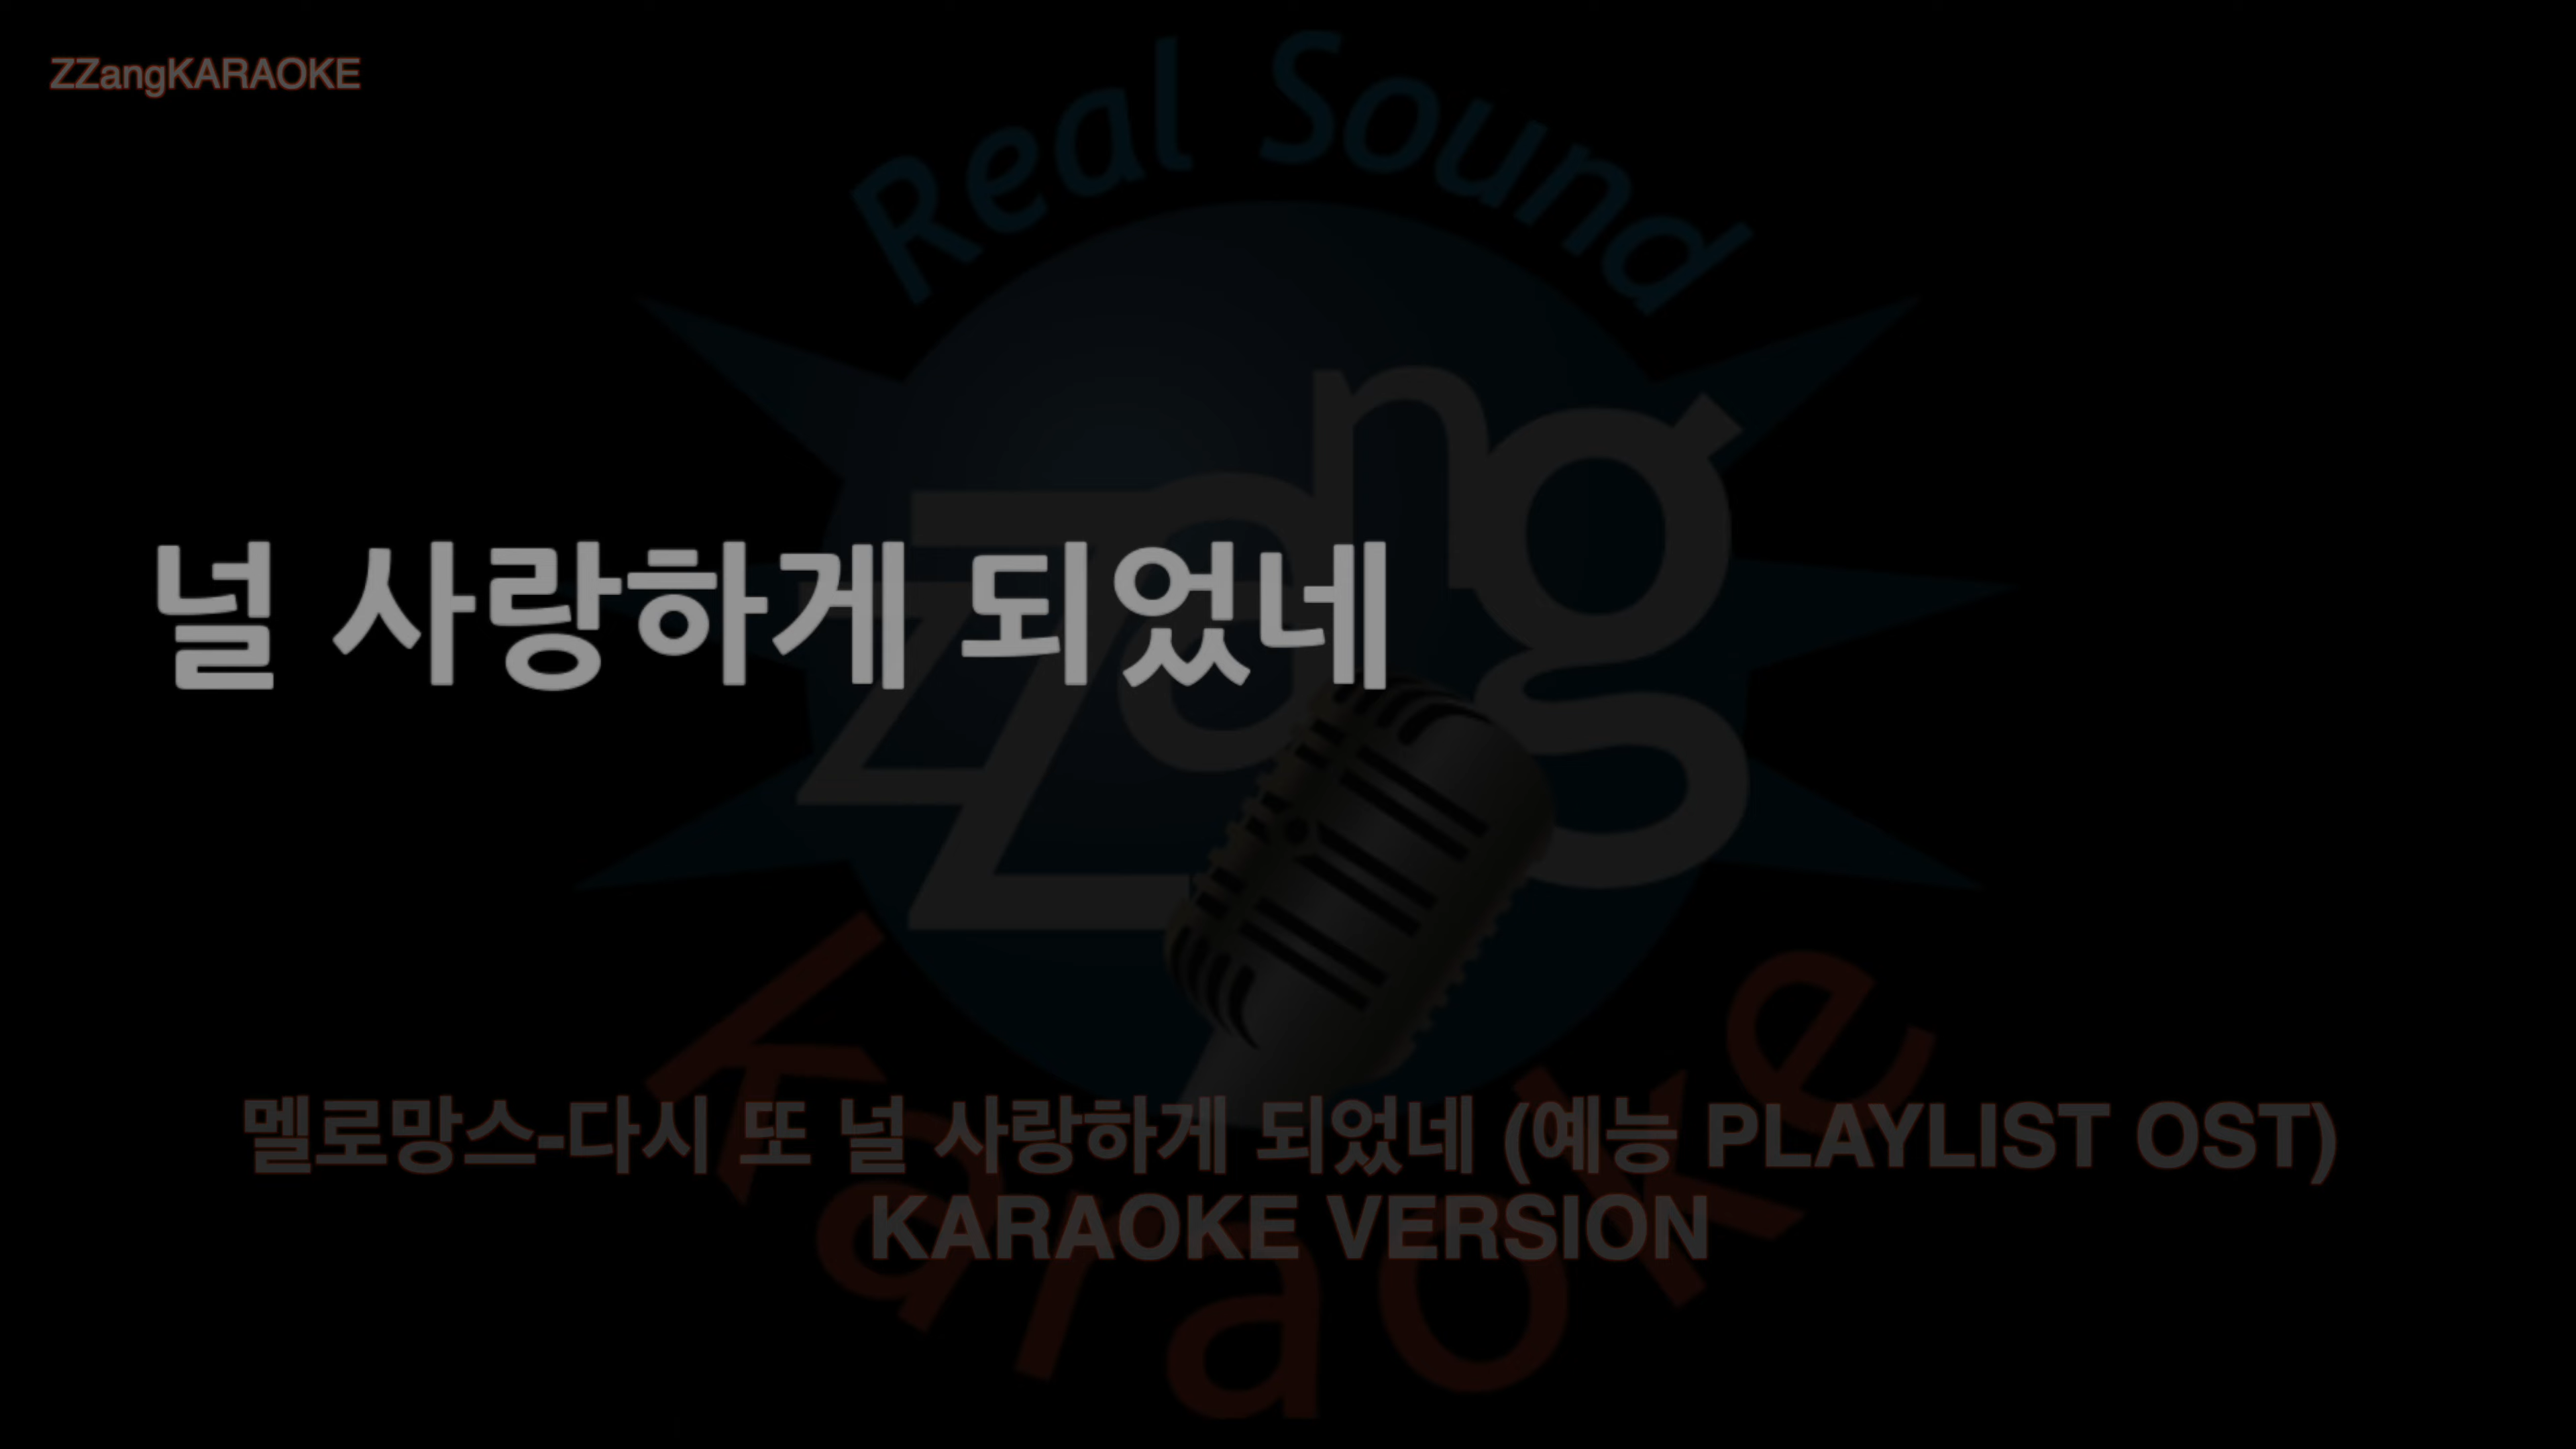 ZZangKARAOKE
Real Sound
ZZang
널 사랑하게 되었네
Karaoke
멜로망스-다시 또 널 사랑하게 되었네 (예능 PLAYLIST OST)
KARAOKE VERSION